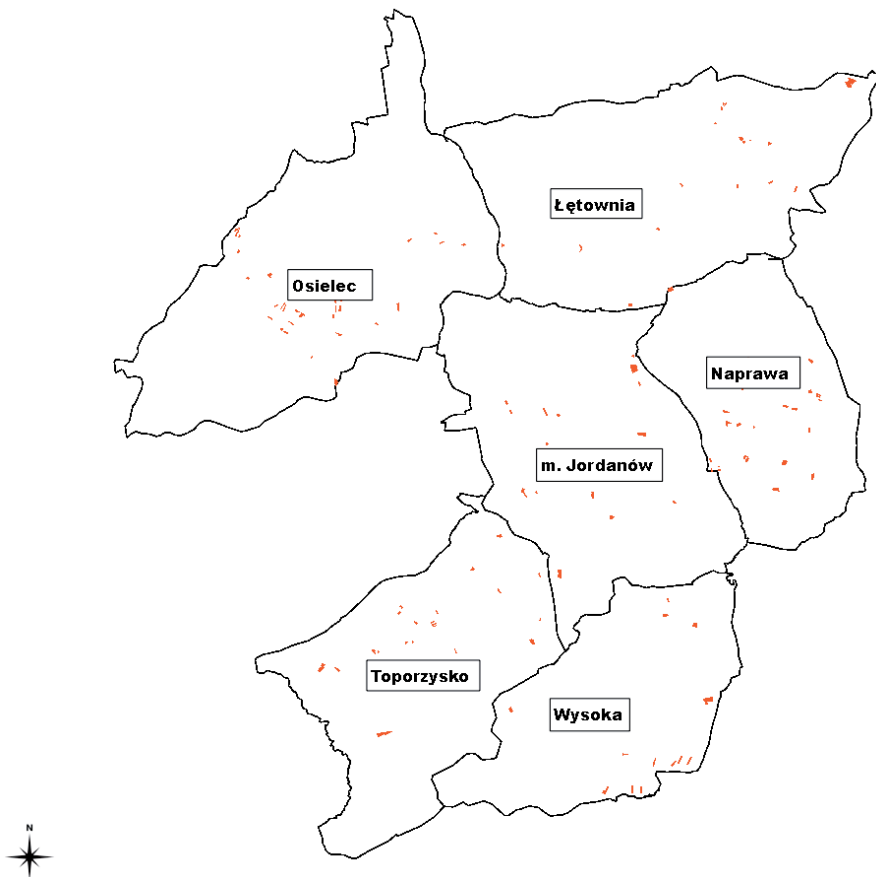 Łętownia
Osielec
Naprawa
m. Jordanów
Toporzysko
Wysoka
N